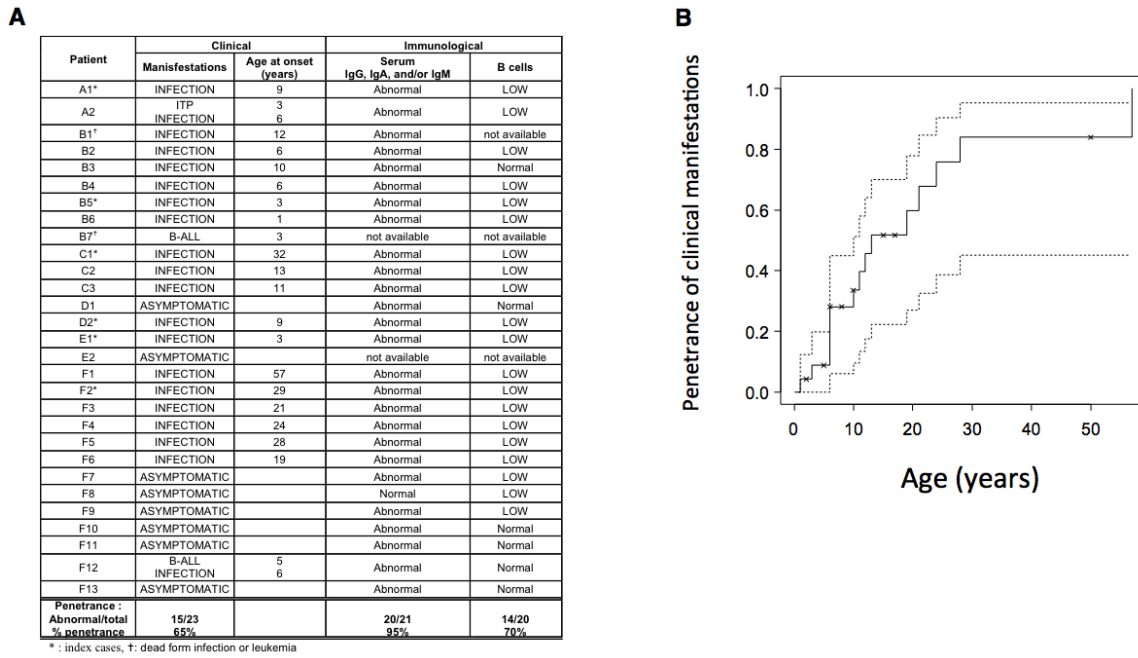 A
Clinical Immunological
Patient Manisfestations Age at onset (years) Serum IgG, IgA, and/or IgM B cells
A1* INFECTION 9 Abnormal LOW
A2 ITP 3 Abnormal LOW
INFECTION 6
B1† INFECTION 12 Abnormal not available
B2 INFECTION 6 Abnormal LOW
B3 INFECTION 10 Abnormal Normal
B4 INFECTION 6 Abnormal LOW
B5* INFECTION 3 Abnormal LOW
B6 INFECTION 1 Abnormal LOW
B7† B-ALL 3 not available not available
C1* INFECTION 32 Abnormal LOW
C2 INFECTION 13 Abnormal LOW
C3 INFECTION 11 Abnormal LOW
D1 ASYMPTOMATIC Abnormal Normal
D2* INFECTION 9 Abnormal LOW
E1* INFECTION 3 Abnormal LOW
E2 ASYMPTOMATIC not available not available
F1 INFECTION 57 Abnormal LOW
F2* INFECTION 29 Abnormal LOW
F3 INFECTION 21 Abnormal LOW
F4 INFECTION 24 Abnormal LOW
F5 INFECTION 28 Abnormal LOW
F6 INFECTION 19 Abnormal LOW
F7 ASYMPTOMATIC Abnormal LOW
F8 ASYMPTOMATIC Normal LOW
F9 ASYMPTOMATIC Abnormal LOW
F10 ASYMPTOMATIC Abnormal Normal
F11 ASYMPTOMATIC Abnormal Normal
F12 B-ALL 5 Abnormal Normal
INFECTION 6
F13 ASYMPTOMATIC Abnormal Normal
Penetrance :
Abnormal/total 15/23 20/21 14/20
% penetrance 65% 95% 70%
* : index cases, †: dead form infection or leukemia
B
Penetrance of clinical manifestations
1.0
0.8
0.6
0.4
0.2
0.0
0 10 20 30 40 50
Age (years)